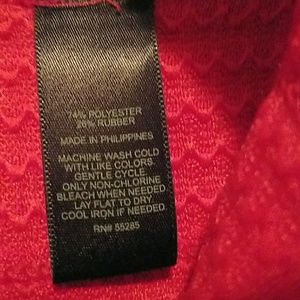 74% POLYESTER
26% RUBBER
MADE IN PHILIPPINES
MACHINE WASH COLD
WITH LIKE COLORS.
GENTLE CYCLE.
ONLY NON-CHLORINE
BLEACH WHEN NEEDED.
LAY FLAT TO DRY.
COOL IRON IF NEEDED.
RN# 55285